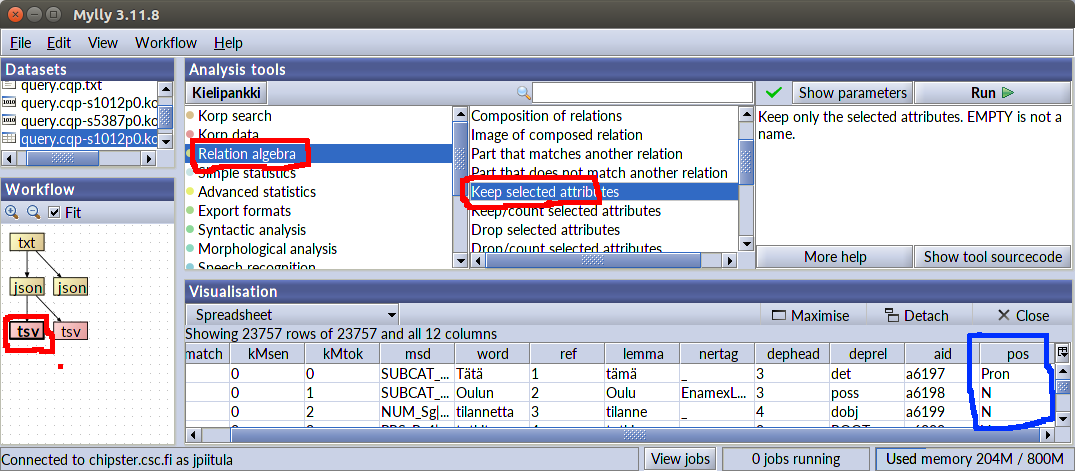 Mylly 3.11.8
File Edit View Workflow Help
Datasets
query.cqp.txt
query.cqp-s1012p0.ko
query.cqp-s5387p0.ko
query.cqp-s1012p0.ko
Workflow
Fit
txt
json json
tsv tsv
Analysis tools
Kielipankki
Korp search
Korp data
Relation algebra
Simple statistics
Advanced statistics
Export formats
Syntactic analysis
Morphological analysis
Speech recognition
Composition of relations
Image of composed relation
Part that matches another relation
Part that does not match another relation
Keep selected attributes
Keep/count selected attributes
Drop selected attributes
Drop/count selected attributes
Show parameters Run
Keep only the selected attributes. EMPTY is not a
name.
More help Show tool sourcecode
Visualisation
Spreadsheet Maximise Detach Close
Showing 23757 rows of 23757 and all 12 columns
match kMsen kMtok msd word ref lemma nertag dephead deprel aid pos
0 0 SUBCAT_... Tätä 1 tämä _ 3 det a6197 Pron
0 1 SUBCAT_... Oulun 2 Oulu EnamexL... 3 poss a6198 N
0 2 NUM_Sg|... tilannetta 3 tilanne _ 4 dobj a6199 N
Connected to chipster.csc.fi as jpiitula View jobs 0 jobs running Used memory 204M / 800M